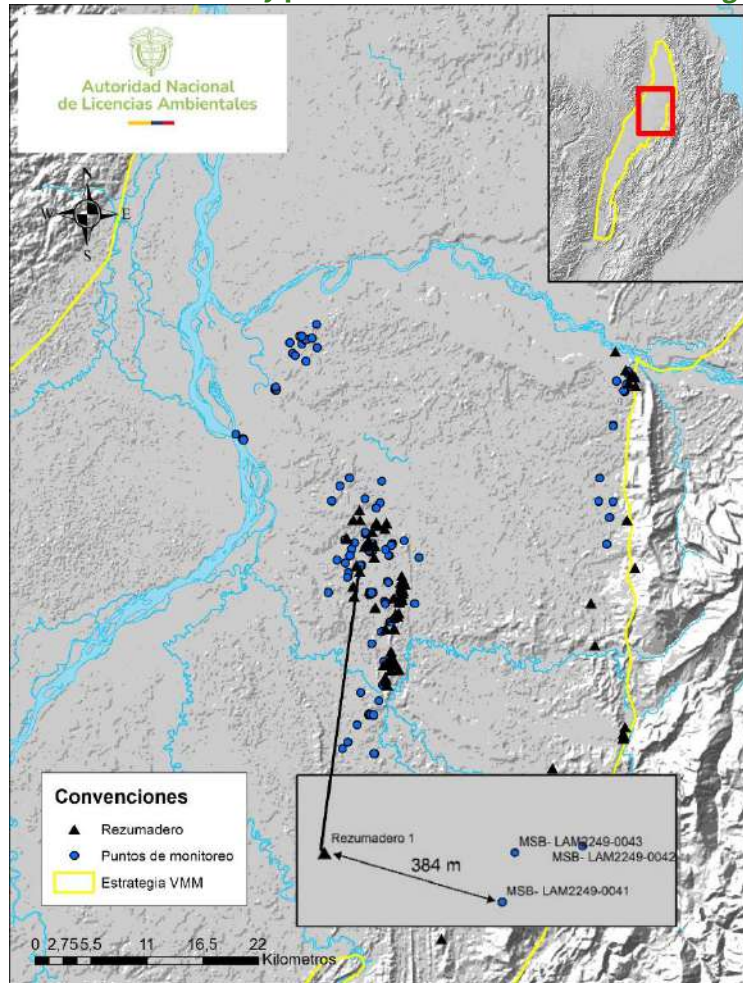 Autoridad Nacional
de Licencias Ambientales
N
W E
S
Convenciones
Rezumadero
Puntos de monitoreo
Estrategia VMM
Rezumadero 1
384 m
MSB- LAM2249-0043
MSB- LAM2249-0042
MSB- LAM2249-0041
0 2,755,5 11 16,5 22
Kilometros